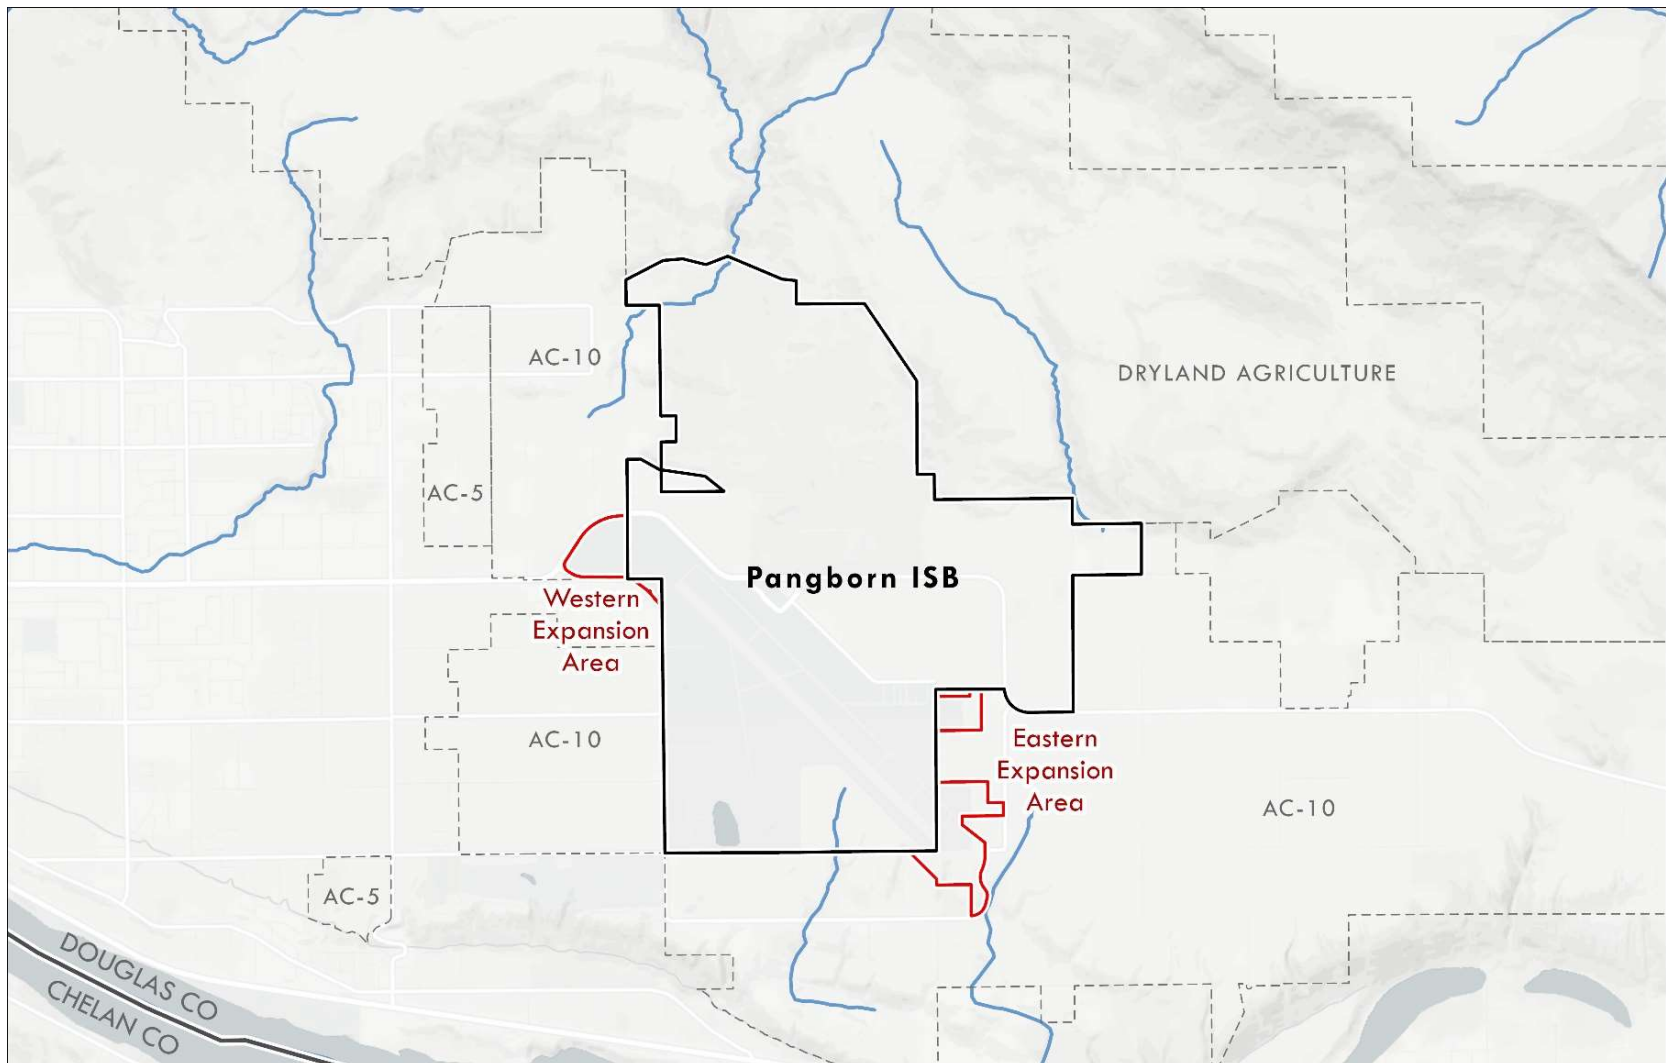 AC-10
DRYLAND AGRICULTURE
AC-5
Pangborn ISB
Western
Expansion
Area
AC-10
Eastern
Expansion
Area
AC-10
AC-5
DOUGLAS CO
CHELAN CO